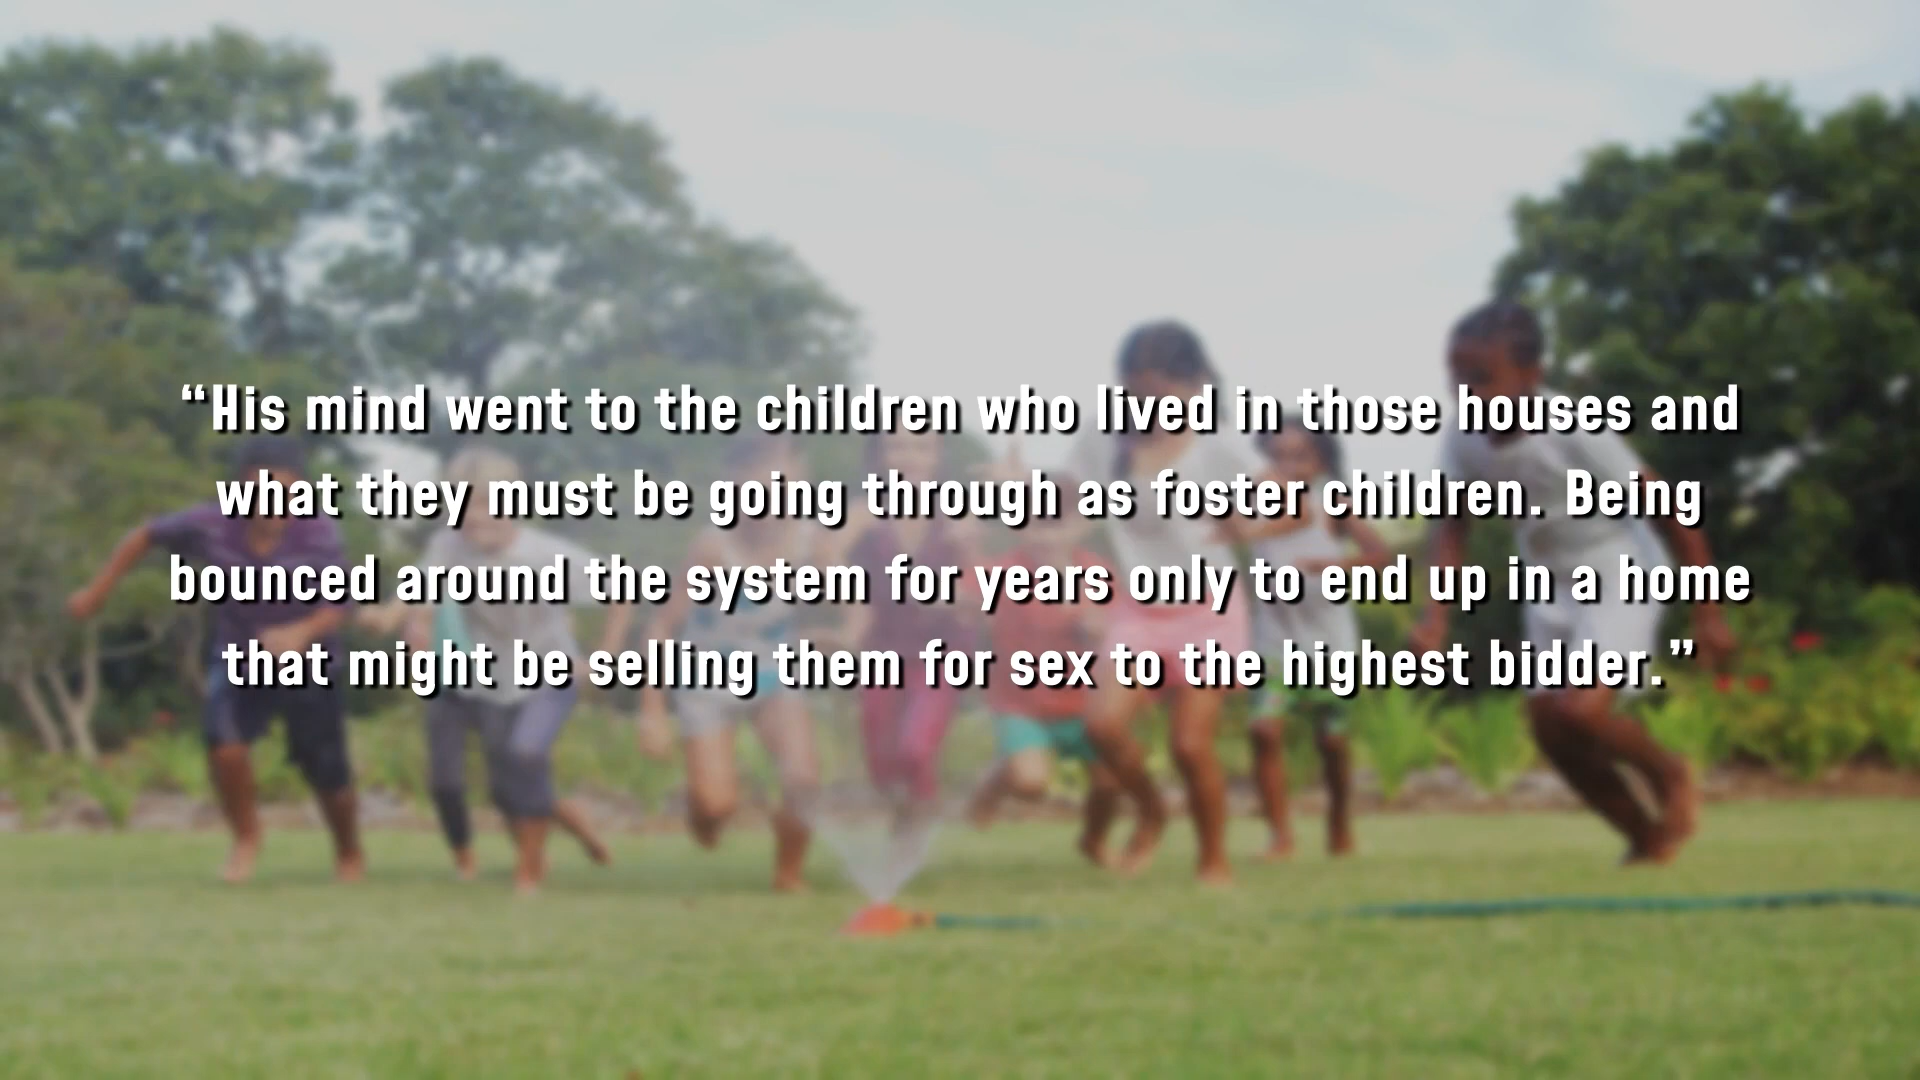 “His mind went to the children who lived in those houses and
what they must be going through as foster children. Being
bounced around the system for years only to end up in a home
that might be selling them for sex to the highest bidder.”